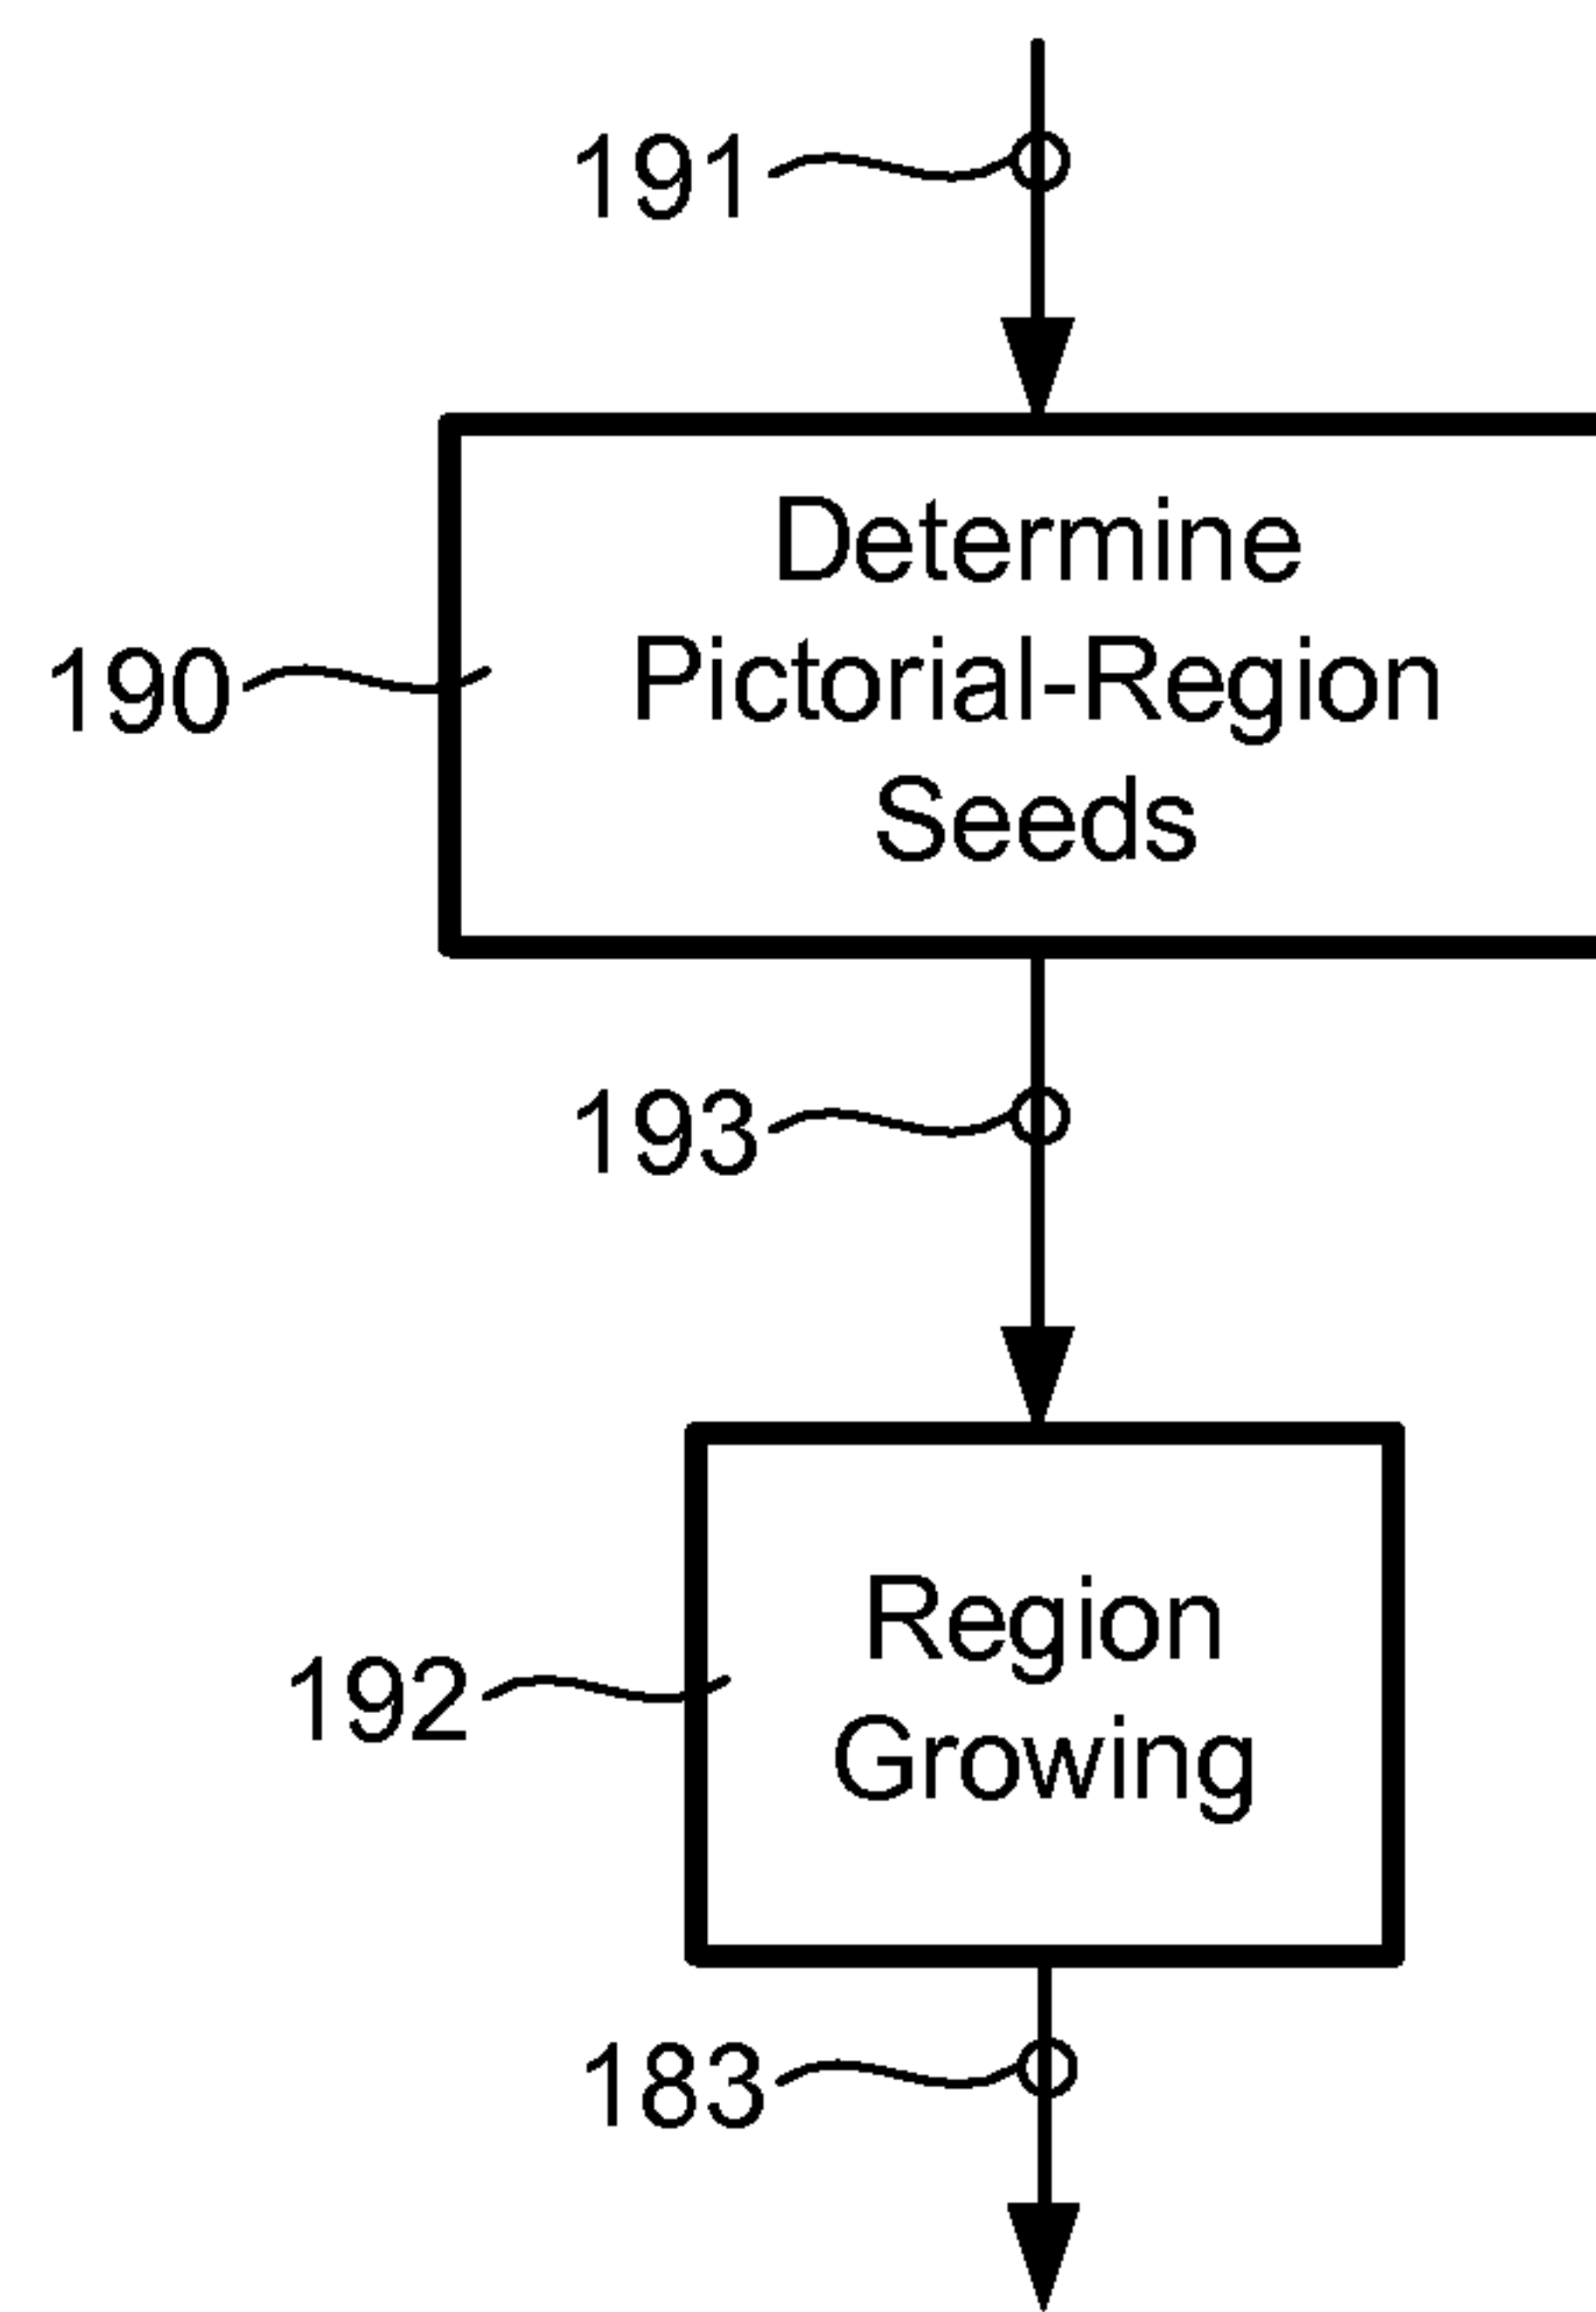 191
Determine
190
Pictorial-Region
Seeds
193
Region
192
Growing
183